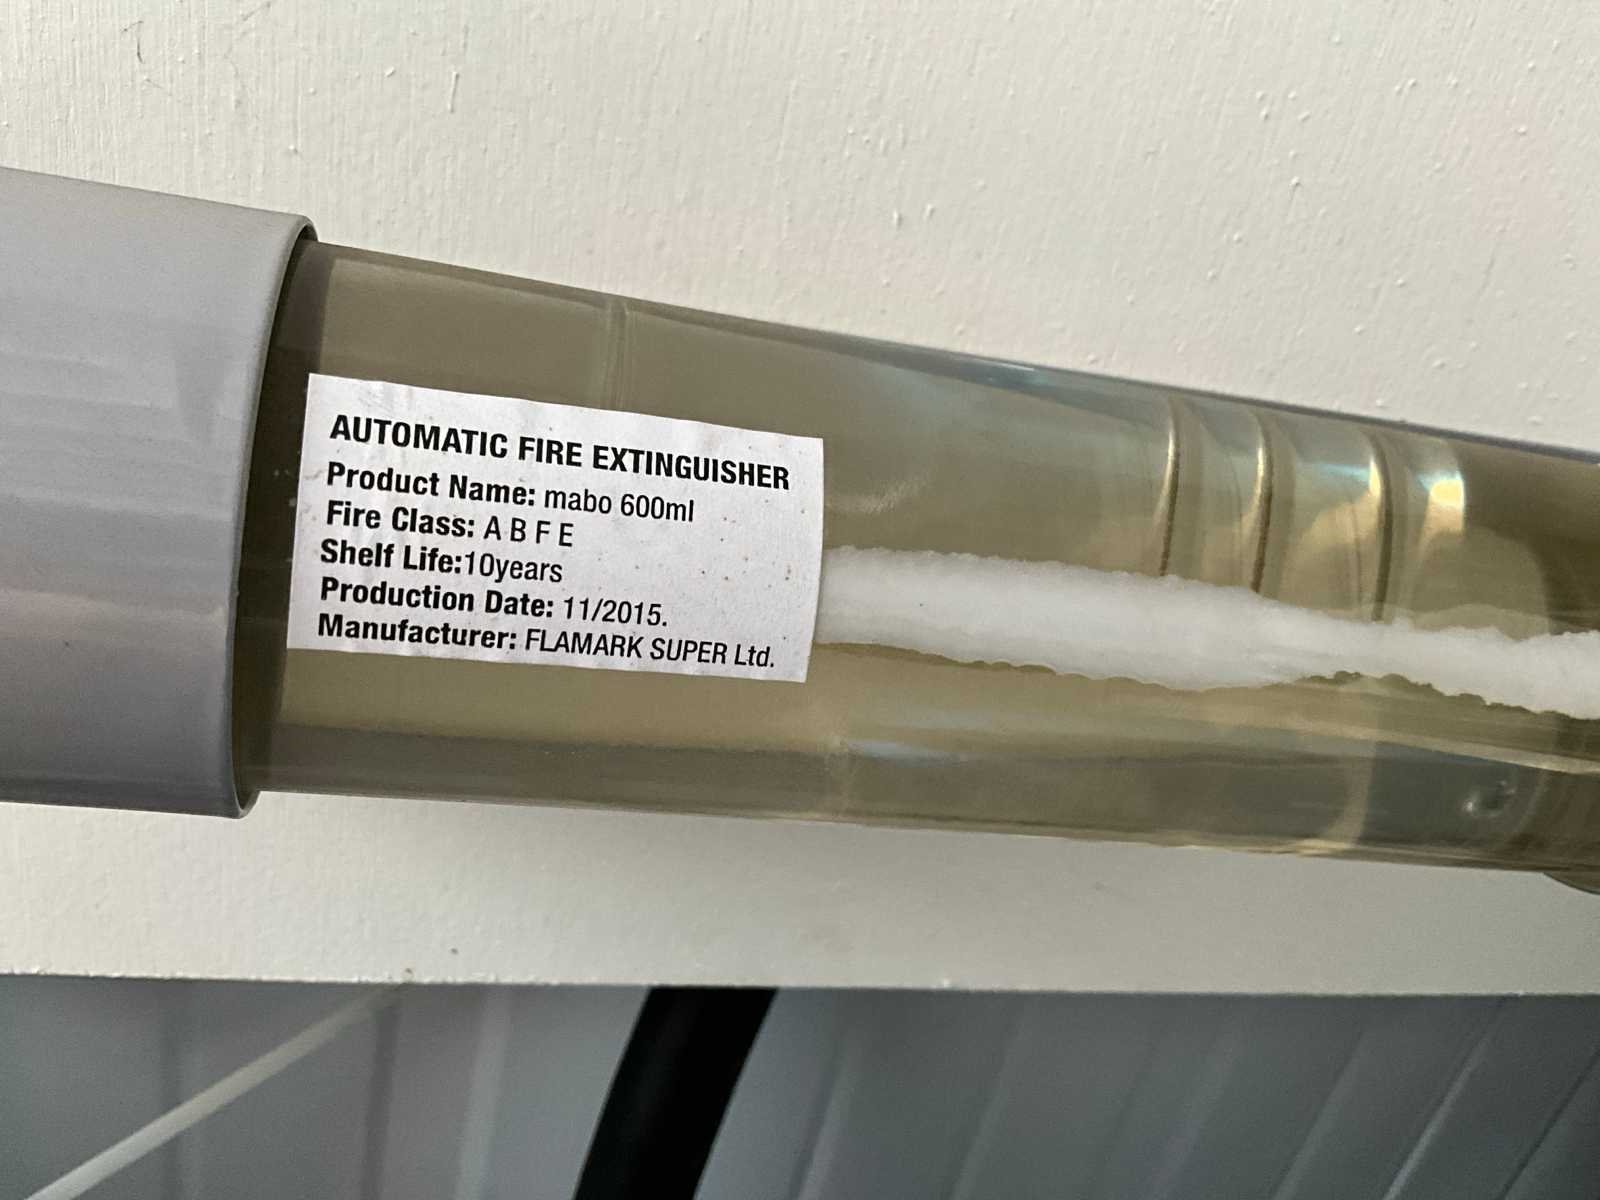 AUTOMATIC FIRE EXTINGUISHER
Product Name: mabo 600ml
Fire Class: A B F E
Shelf Life:10years
Production Date: 11/2015.
Manufacturer: FLAMARK SUPER Ltd.